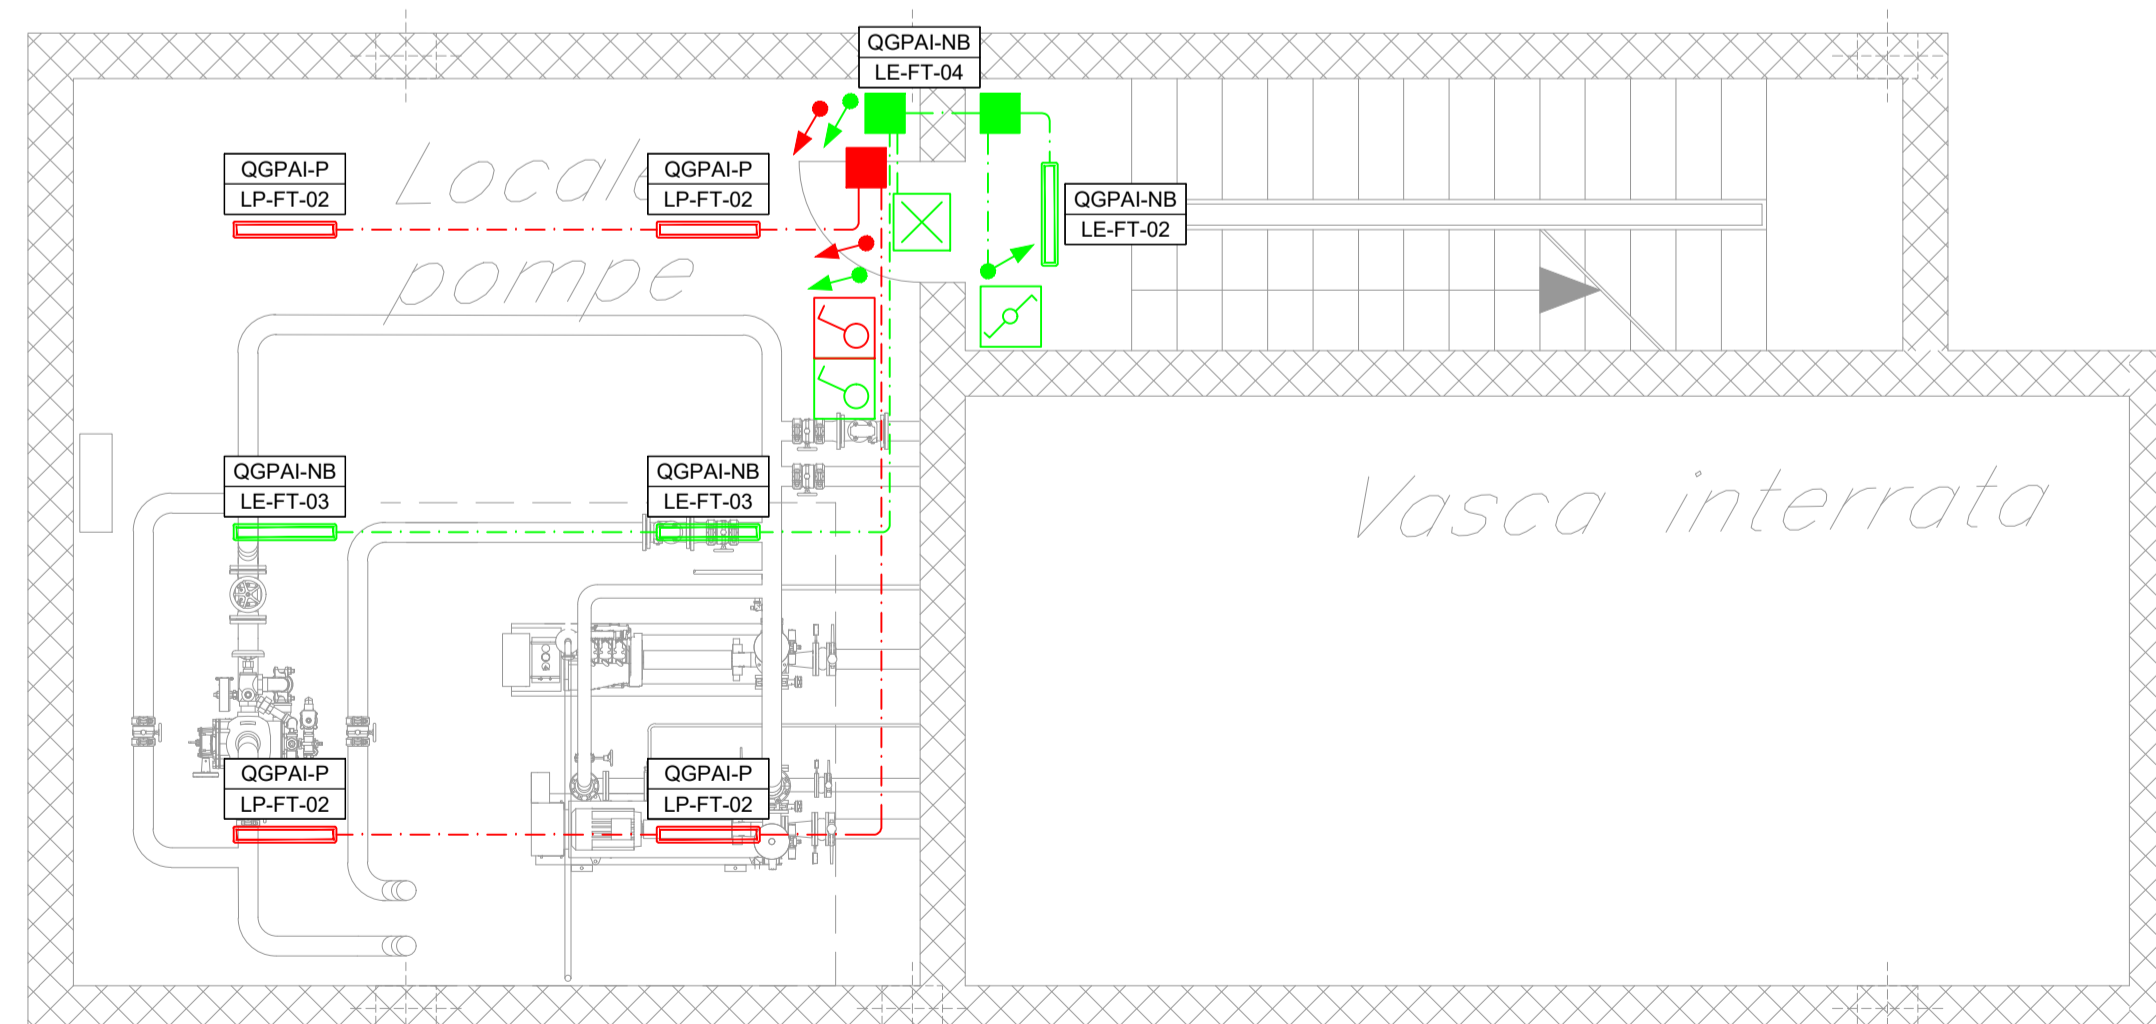 QGPAI-NB
LE-FT-04
QGPAI-P
LP-FT-02
QGPAI-P
LP-FT-02
Locale
pompe
QGPAI-NB
LE-FT-02
QGPAI-NB
LE-FT-03
QGPAI-NB
LE-FT-03
Vasca interrata
QGPAI-P
LP-FT-02
QGPAI-P
LP-FT-02